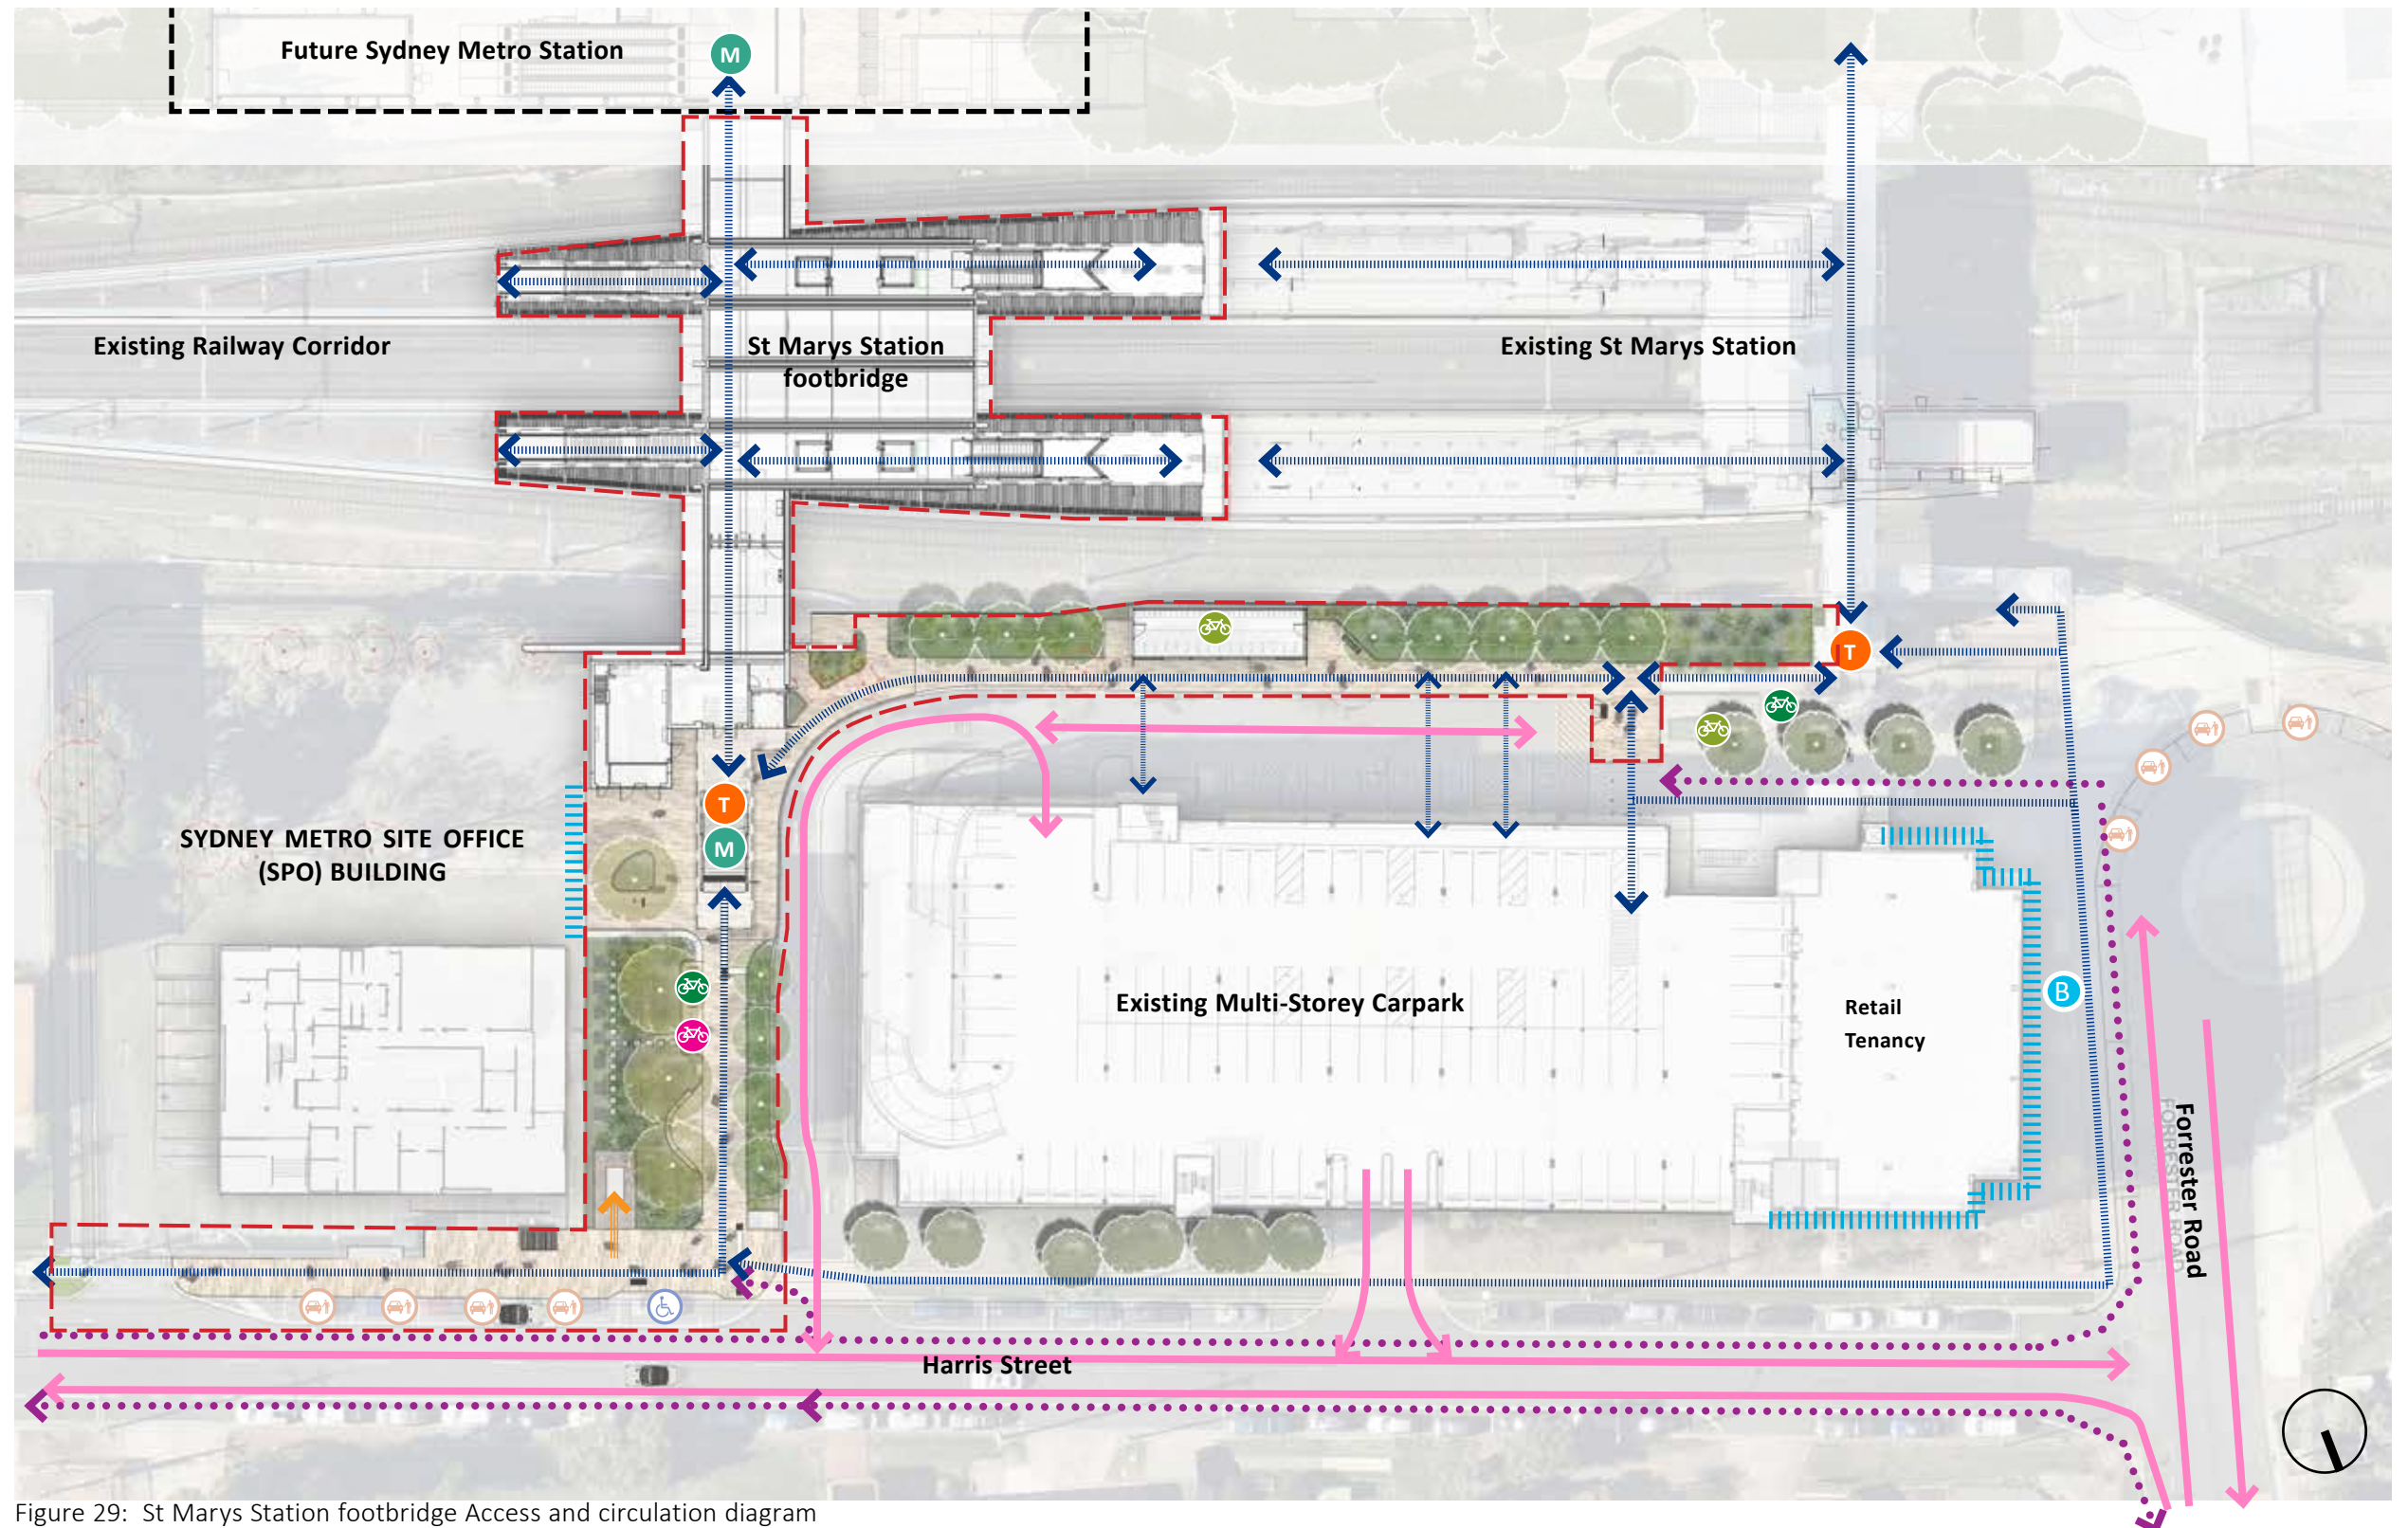 Future Sydney Metro Station
M
Existing Railway Corridor
St Marys Station
footbridge
Existing St Marys Station
T
T
M
SYDNEY METRO SITE OFFICE
(SPO) BUILDING
Existing Multi-Storey Carpark
Retail
Tenancy
B
Forrester Road
FORRESTER ROAD
Harris Street
Figure 29: St Marys Station footbridge Access and circulation diagram